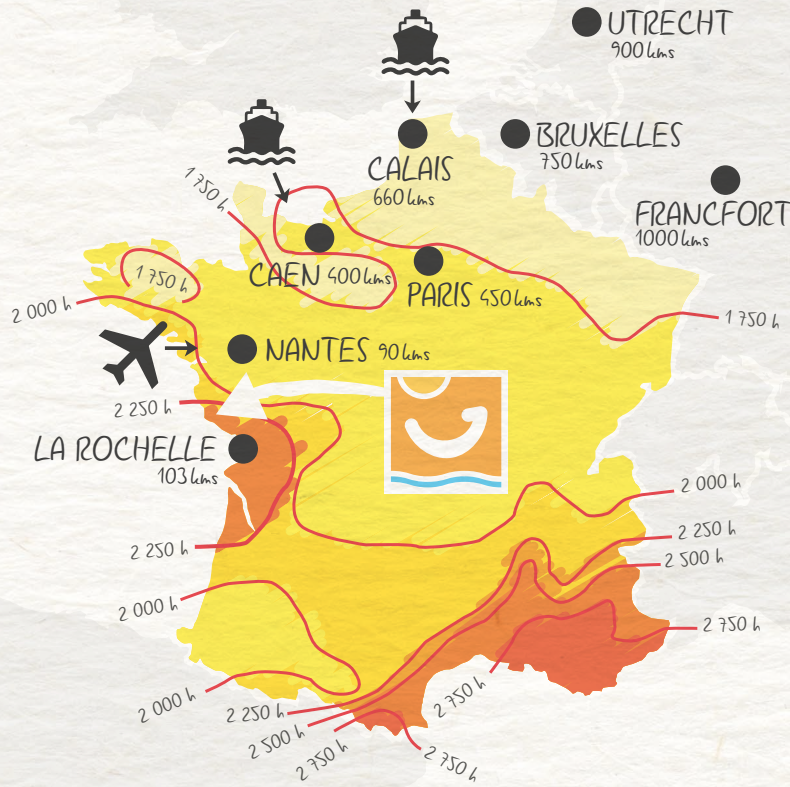 UTRECHT
900 kms
BRUXELLES
750 kms
CALAIS
660 kms
1 750 h
FRANCFORT
1000 kms
CAEN 400 kms
1 750 h
PARIS 450 kms
2 000 h
1 750 h
NANTES 90 kms
2 250 h
LA ROCHELLE
103 kms
2 000 h
2 250 h
2 250 h
2 200 h
2 000 h
2 750 h
2 000 h
2 250 h
2 750 h
2 200 h
2 750 h
2 750 h